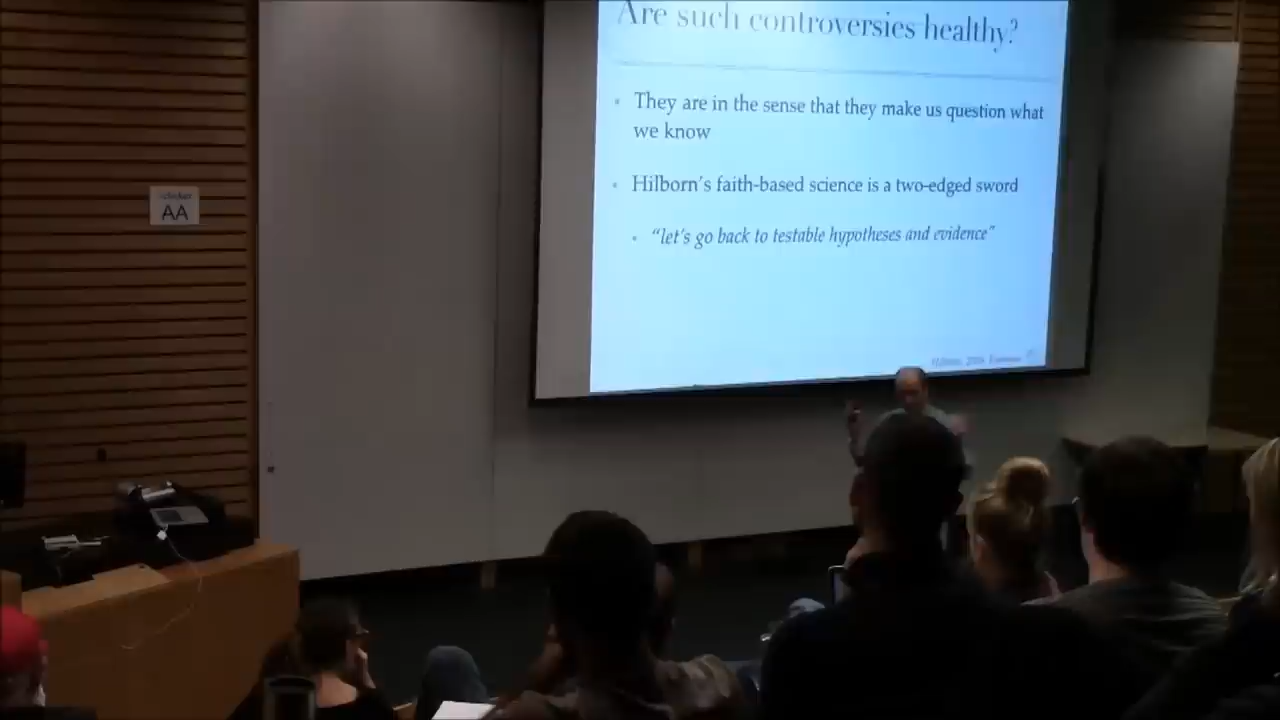 Are such controversies healthy?
• They are in the sense that they make us question what
we know
• Hilborn’s faith-based science is a two-edged sword
• “let’s go back to testable hypotheses and evidence”
AA